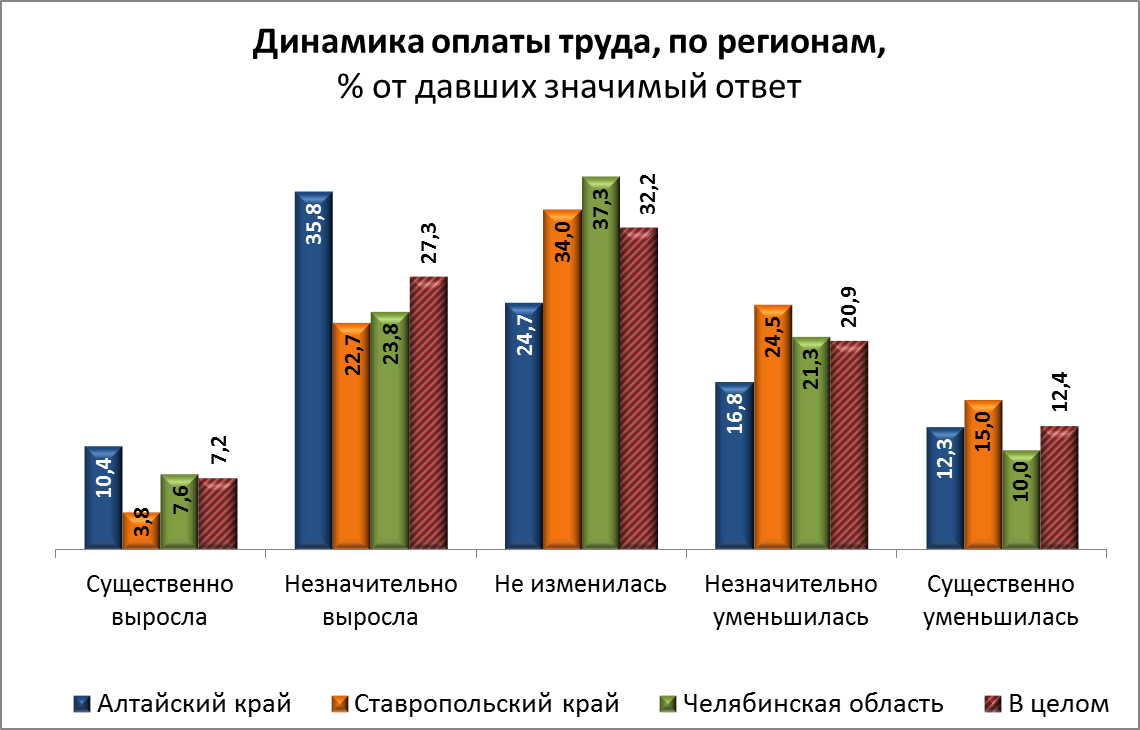 Динамика оплаты труда, по регионам,
% от давших значимый ответ
10,4
3,8
7,6
7,2
35,8
22,7
23,8
27,3
24,7
34,0
37,3
32,2
16,8
24,5
21,3
20,9
12,3
15,0
10,0
12,4
Существенно
выросла
Незначительно
выросла
Не изменилась
Незначительно
уменьшилась
Существенно
уменьшилась
Алтайский край
Ставропольский край
Челябинская область
В целом